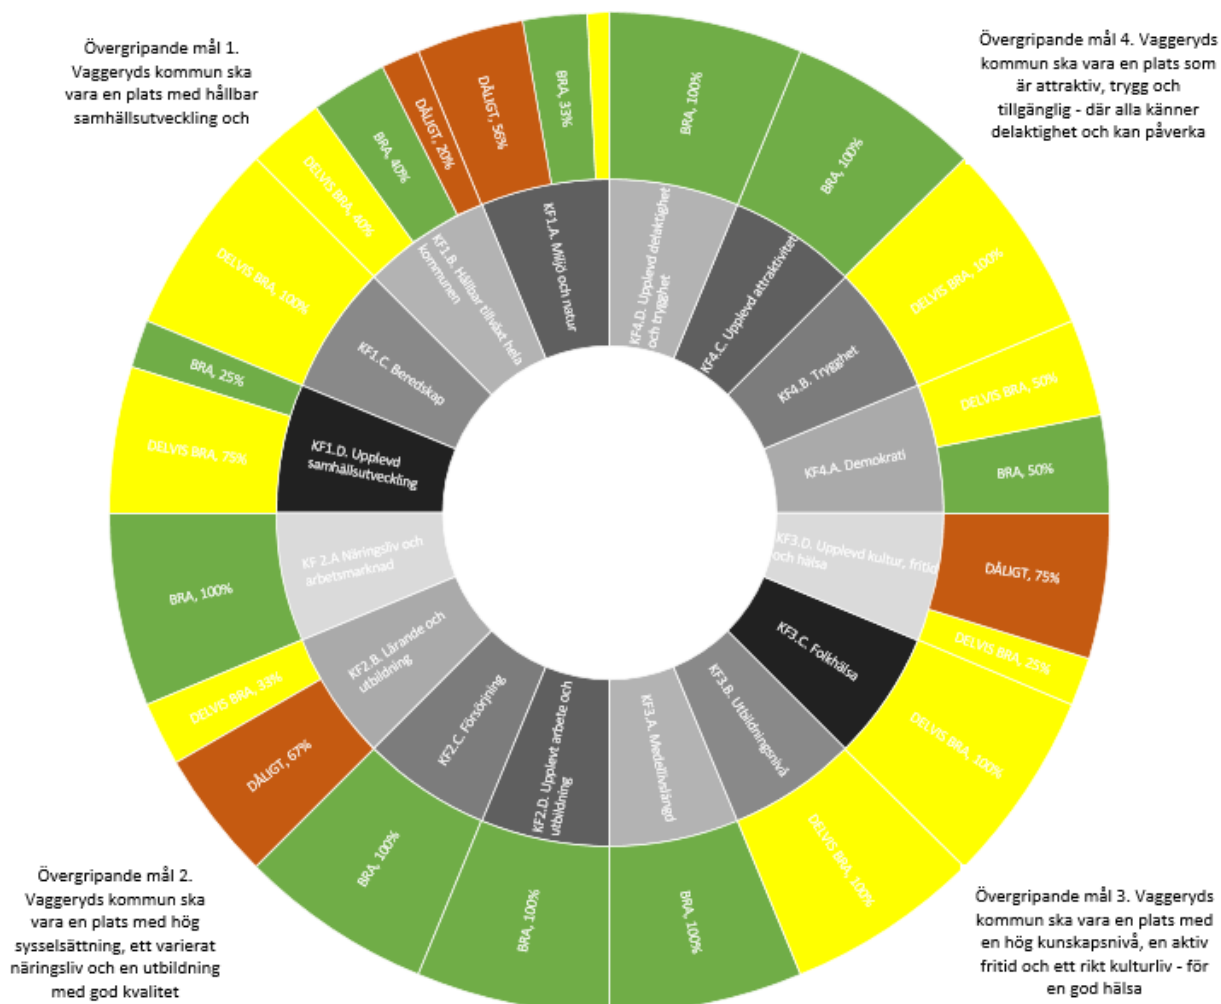 Övergripande mål 1.
Vaggeryds kommun ska
vara en plats med hållbar
samhällsutveckling och
Övergripande mål 4. Vaggeryds
kommun ska vara en plats som
är attraktiv, trygg och
tillgänglig - där alla känner
delaktighet och kan påverka
BRA, 100%
BRA, 100%
DELVIS BRA, 100%
DELVIS BRA, 50%
BRA, 50%
DÅLIGT, 75%
DELVIS BRA, 25%
DELVIS BRA, 100%
DELVIS BRA, 100%
BRA, 100%
BRA, 100%
BRA, 100%
DÅLIGT, 67%
DELVIS BRA, 33%
BRA, 100%
DELVIS BRA, 75%
BRA, 25%
DELVIS BRA, 100%
DELVIS BRA, 40%
BRA, 40%
DÅLIGT, 20%
DÅLIGT, 56%
BRA, 33%
KF4.D. Upplevd delaktighet
och trygghet
KF4.C. Upplevd attraktivitet
KF4.B. Trygghet
KF4.A. Demokrati
KF3.D. Upplevd kultur, fritid
och hälsa
KF3.C. Folkhälsa
KF3.B. Utbildningsnivå
KF3.A. Medellivslängd
KF2.D. Upplevt arbete och
utbildning
KF2.C. Försörjning
KF2.B. Lärande och
utbildning
KF 2.A Näringsliv och
arbetsmarknad
KF1.D. Upplevd
samhällsutveckling
KF1.C. Beredskap
KF1.B. Hållbar tillväxt hela
kommunen
KF1.A. Miljö och natur
Övergripande mål 2.
Vaggeryds kommun ska
vara en plats med hög
sysselsättning, ett varierat
näringsliv och en utbildning
med god kvalitet
Övergripande mål 3. Vaggeryds
kommun ska vara en plats med
en hög kunskapsnivå, en aktiv
fritid och ett rikt kulturliv - för
en god hälsa